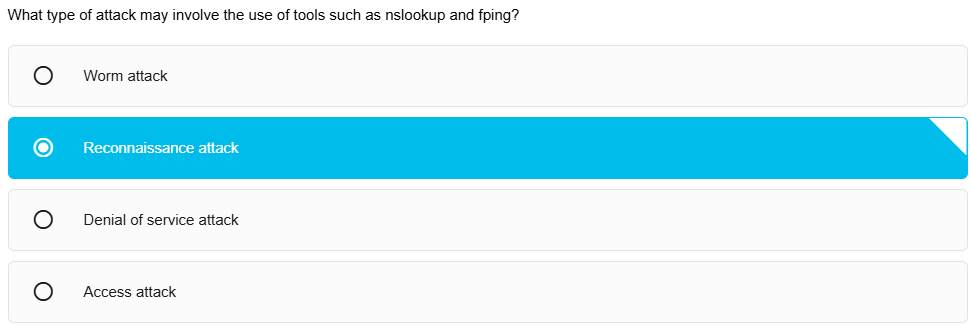 What type of attack may involve the use of tools such as nslookup and fping?
Worm attack
Reconnaissance attack
Denial of service attack
Access attack